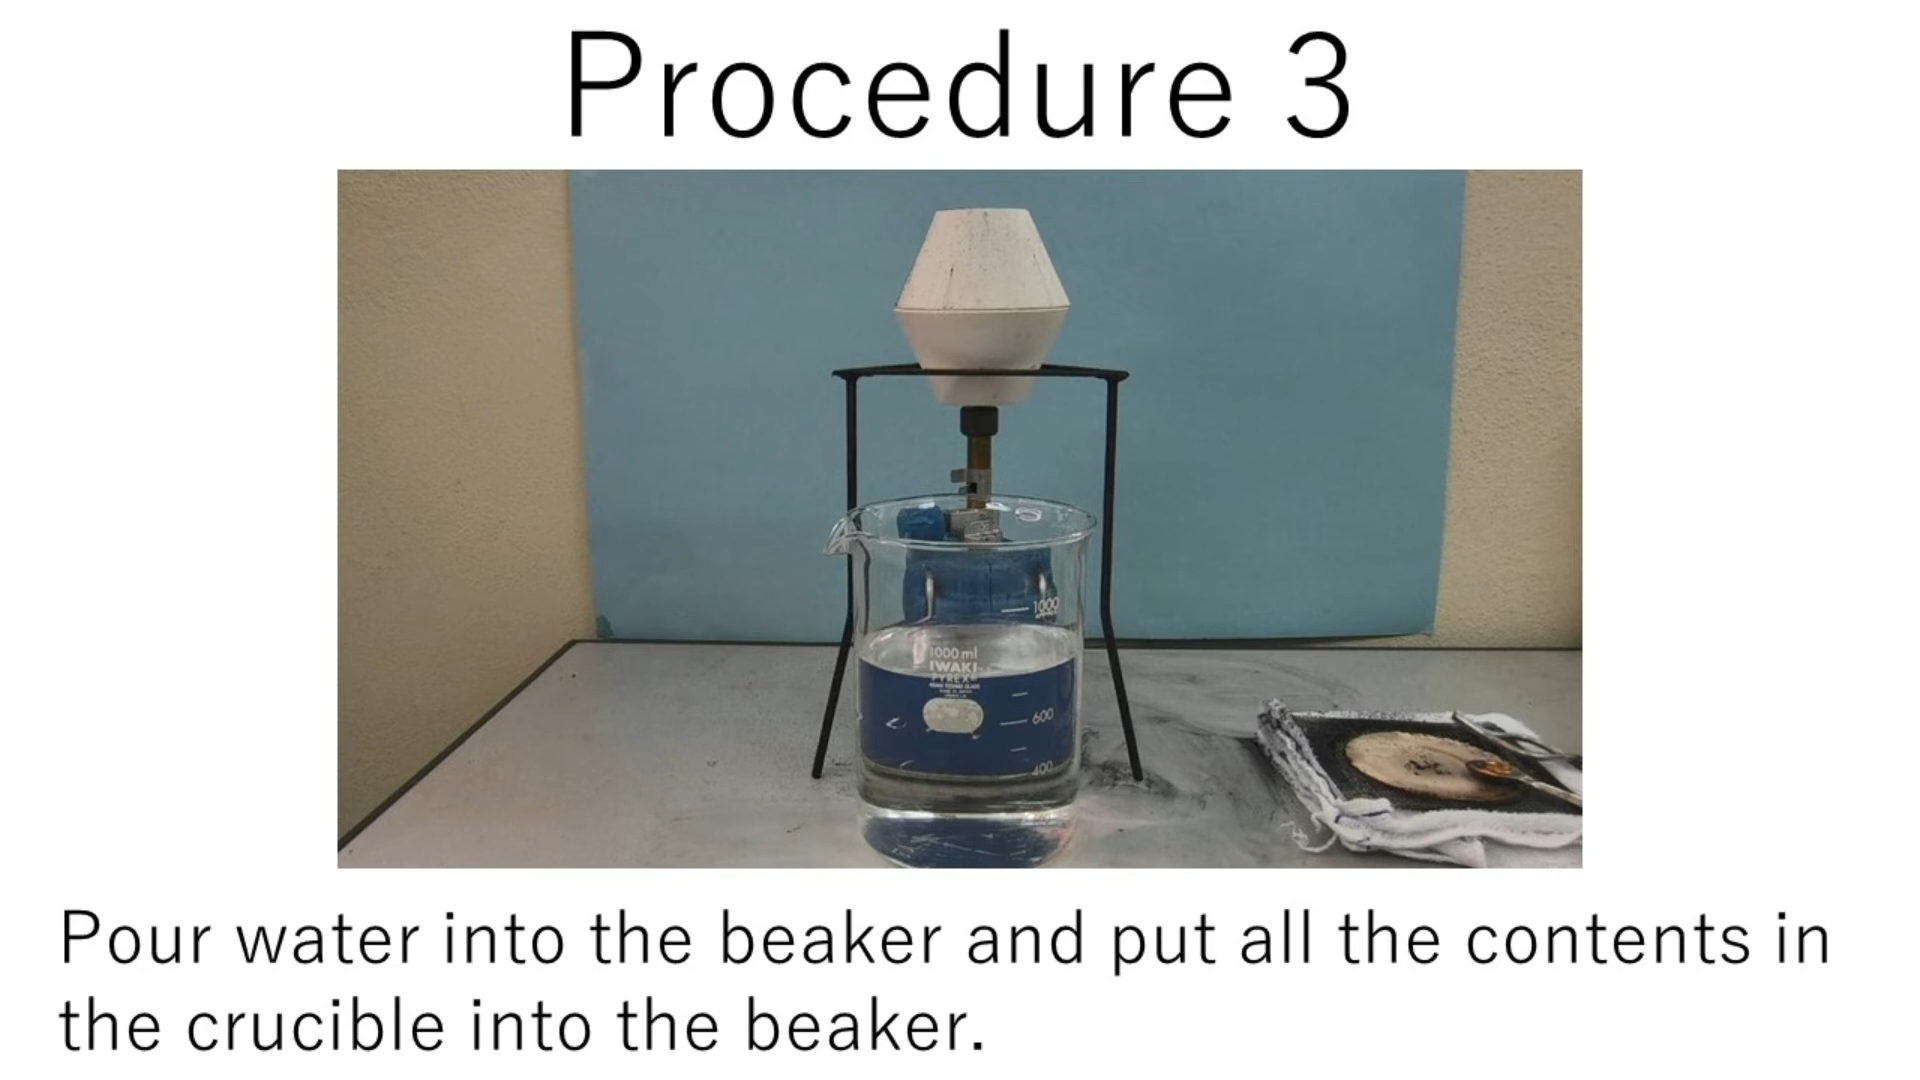 Procedure 3
1000
1000 ml
IWAKI
PYREX
600
400
Pour water into the beaker and put all the contents in
the crucible into the beaker.